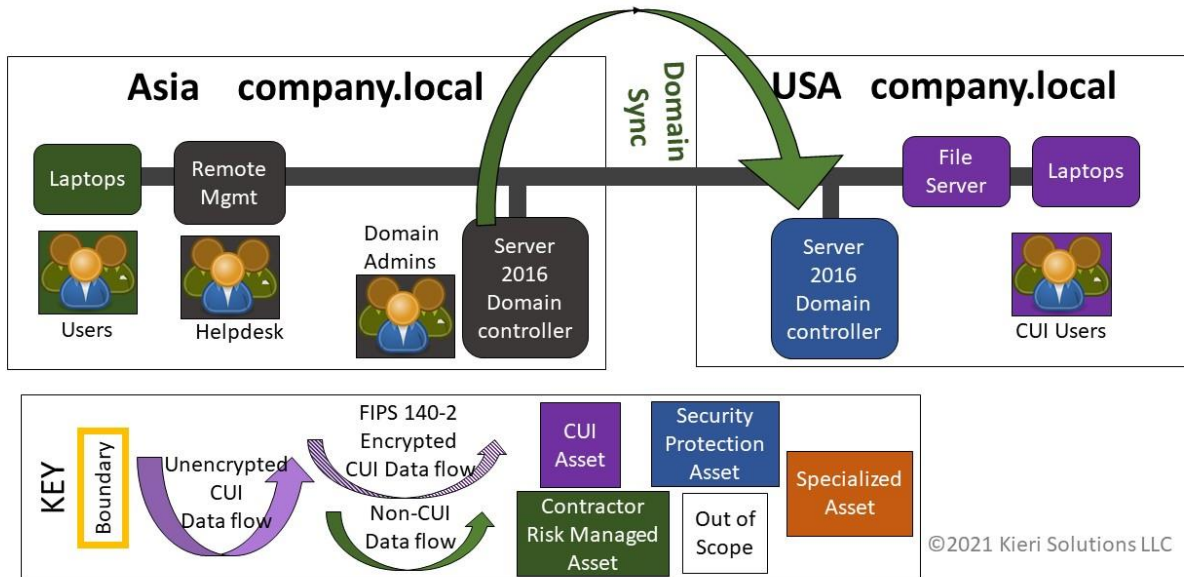 Asia company.local
Domain
Sync
USA company.local
Laptops
Remote
Mgmt
Users
Helpdesk
Domain
Admins
Server
2016
Domain
controller
Server
2016
Domain
controller
File
Server
Laptops
CUI Users
KEY
Boundary
Unencrypted
CUI
Data flow
FIPS 140-2
Encrypted
CUI Data flow
Non-CUI
Data flow
CUI
Asset
Security
Protection
Asset
Contractor
Risk Managed
Asset
Out of
Scope
Specialized
Asset
©2021 Kieri Solutions LLC